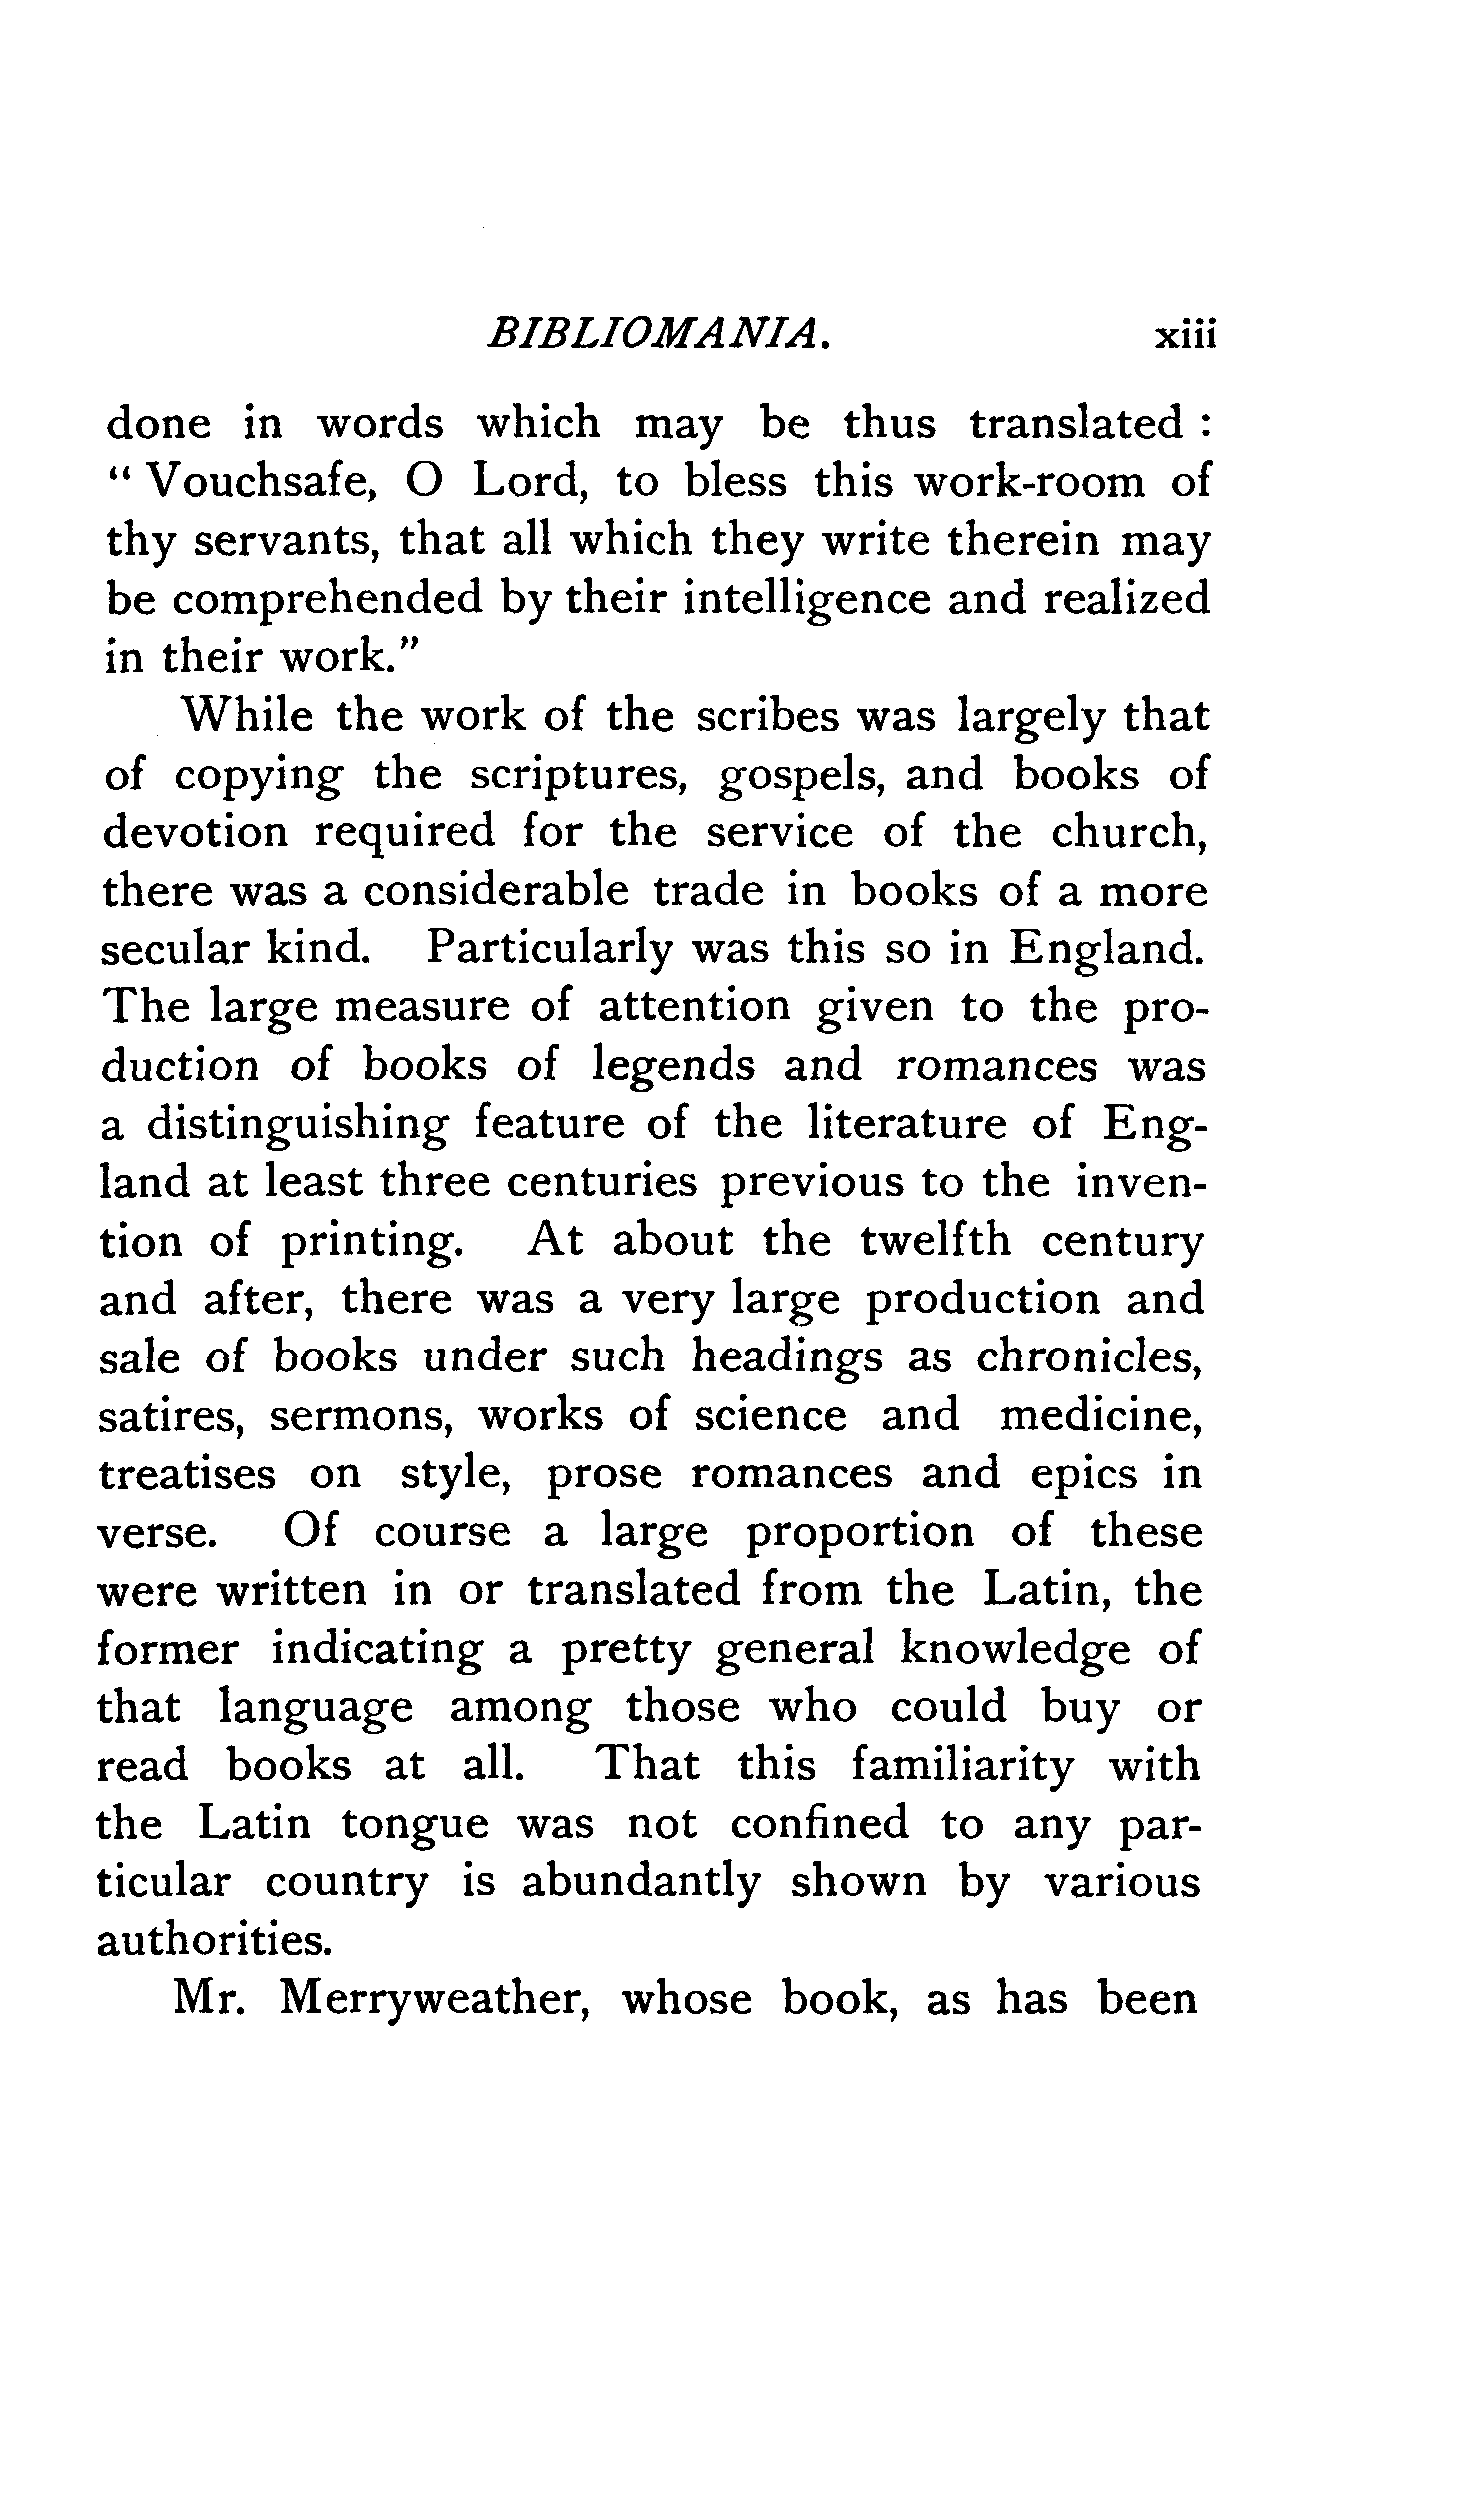 BIBLIOMANIA. xiii
done in words which may be thus translated :
“ Vouchsafe, O Lord, to bless this work-room of
thy servants, that all which they write therein may
be comprehended by their intelligence and realized
in their work.”
While the work of the scribes was largely that
of copying the scriptures, gospels, and books of
devotion required for the service of the church,
there was a considerable trade in books of a more
secular kind. Particularly was this so in England.
The large measure of attention given to the pro-
duction of books of legends and romances was
a distinguishing feature of the literature of Eng-
land at least three centuries previous to the inven-
tion of printing. At about the twelfth century
and after, there was a very large production and
sale of books under such headings as chronicles,
satires, sermons, works of science and medicine,
treatises on style, prose romances and epics in
verse. Of course a large proportion of these
were written in or translated from the Latin, the
former indicating a pretty general knowledge of
that language among those who could buy or
read books at all. That this familiarity with
the Latin tongue was not confined to any par-
ticular country is abundantly shown by various
authorities.
Mr. Merryweather, whose book, as has been